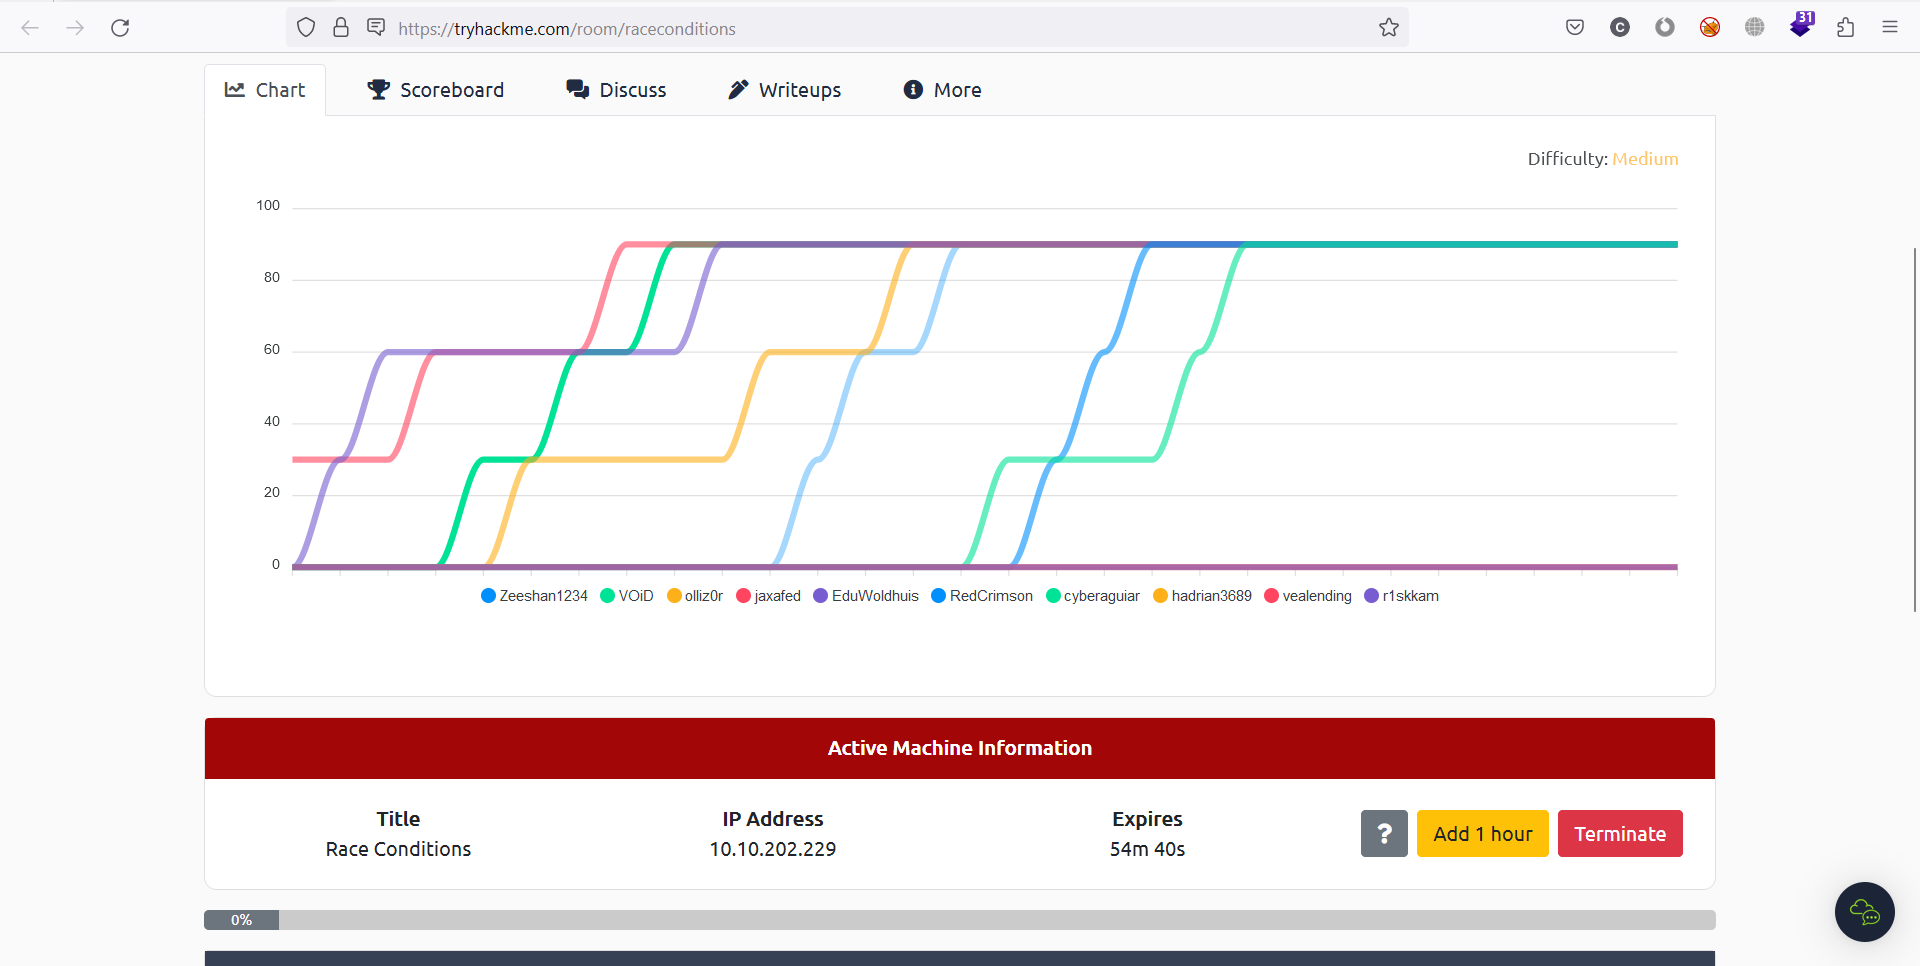 31
https://tryhackme.com/room/raceconditions
Chart Scoreboard Discuss Writeups More
Difficulty: Medium
100
80
60
40
20
0
Zeeshan1234 VOiD olliz0r jaxafed EduWoldhuis RedCrimson cyberaguiar hadrian3689 vealending r1skkam
Active Machine Information
Title IP Address Expires
Race Conditions 10.10.202.229 54m 40s
? Add 1 hour Terminate
0%